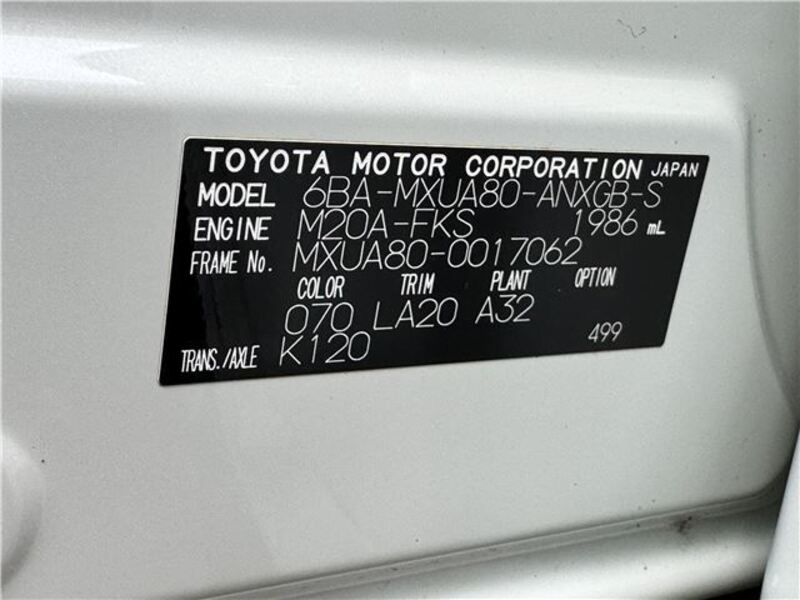 TOYOTA MOTOR CORPORATION JAPAN
MODEL 6BA-MXUA80-ANXGB-S
ENGINE M20A-FKS 1986 mL
FRAME No. MXUA80-0017062
COLOR TRIM PLANT OPTION
070 LA20 A32
TRANS./AXLE K120 499